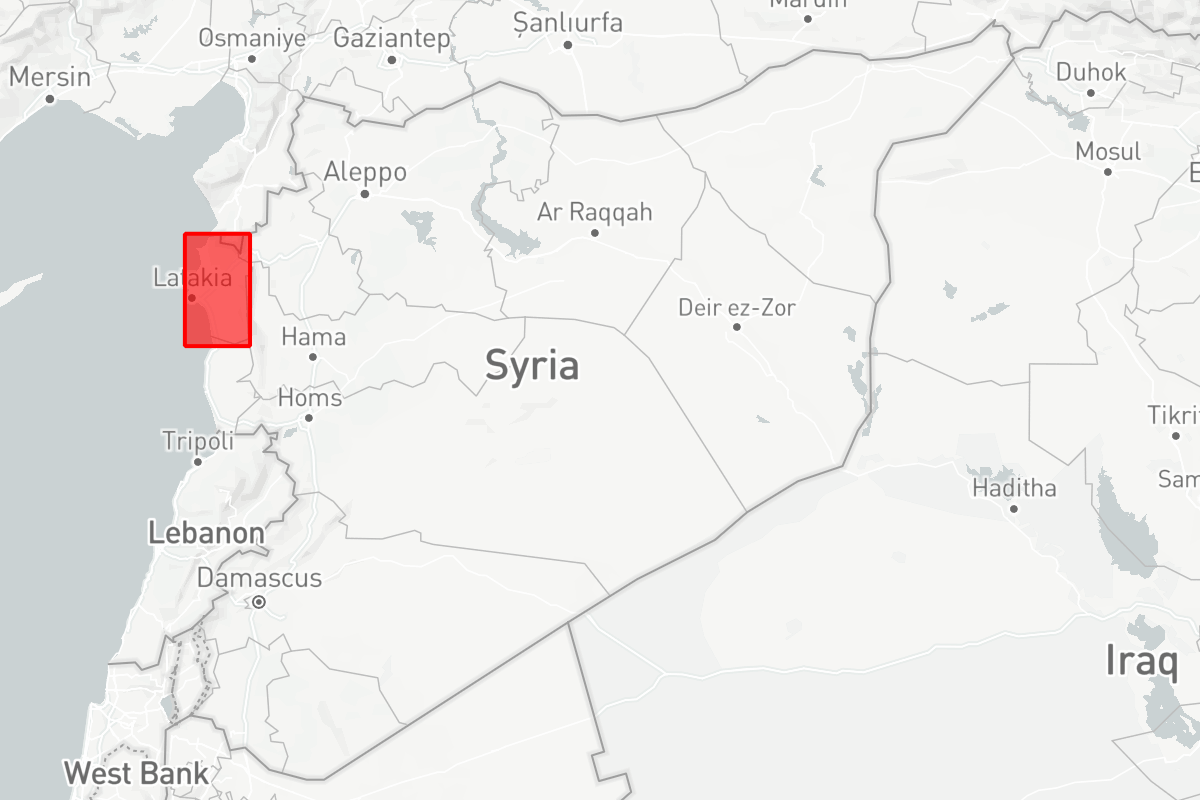 Mardin
Şanlıurfa
Osmaniye
Gaziantep
Mersin
Duhok
Mosul
Aleppo
E
Ar Raqqah
Latakia
Deir ez-Zor
Hama
Syria
Homs
Tikrit
Tripoli
Sam
Haditha
Lebanon
Damascus
Iraq
West Bank